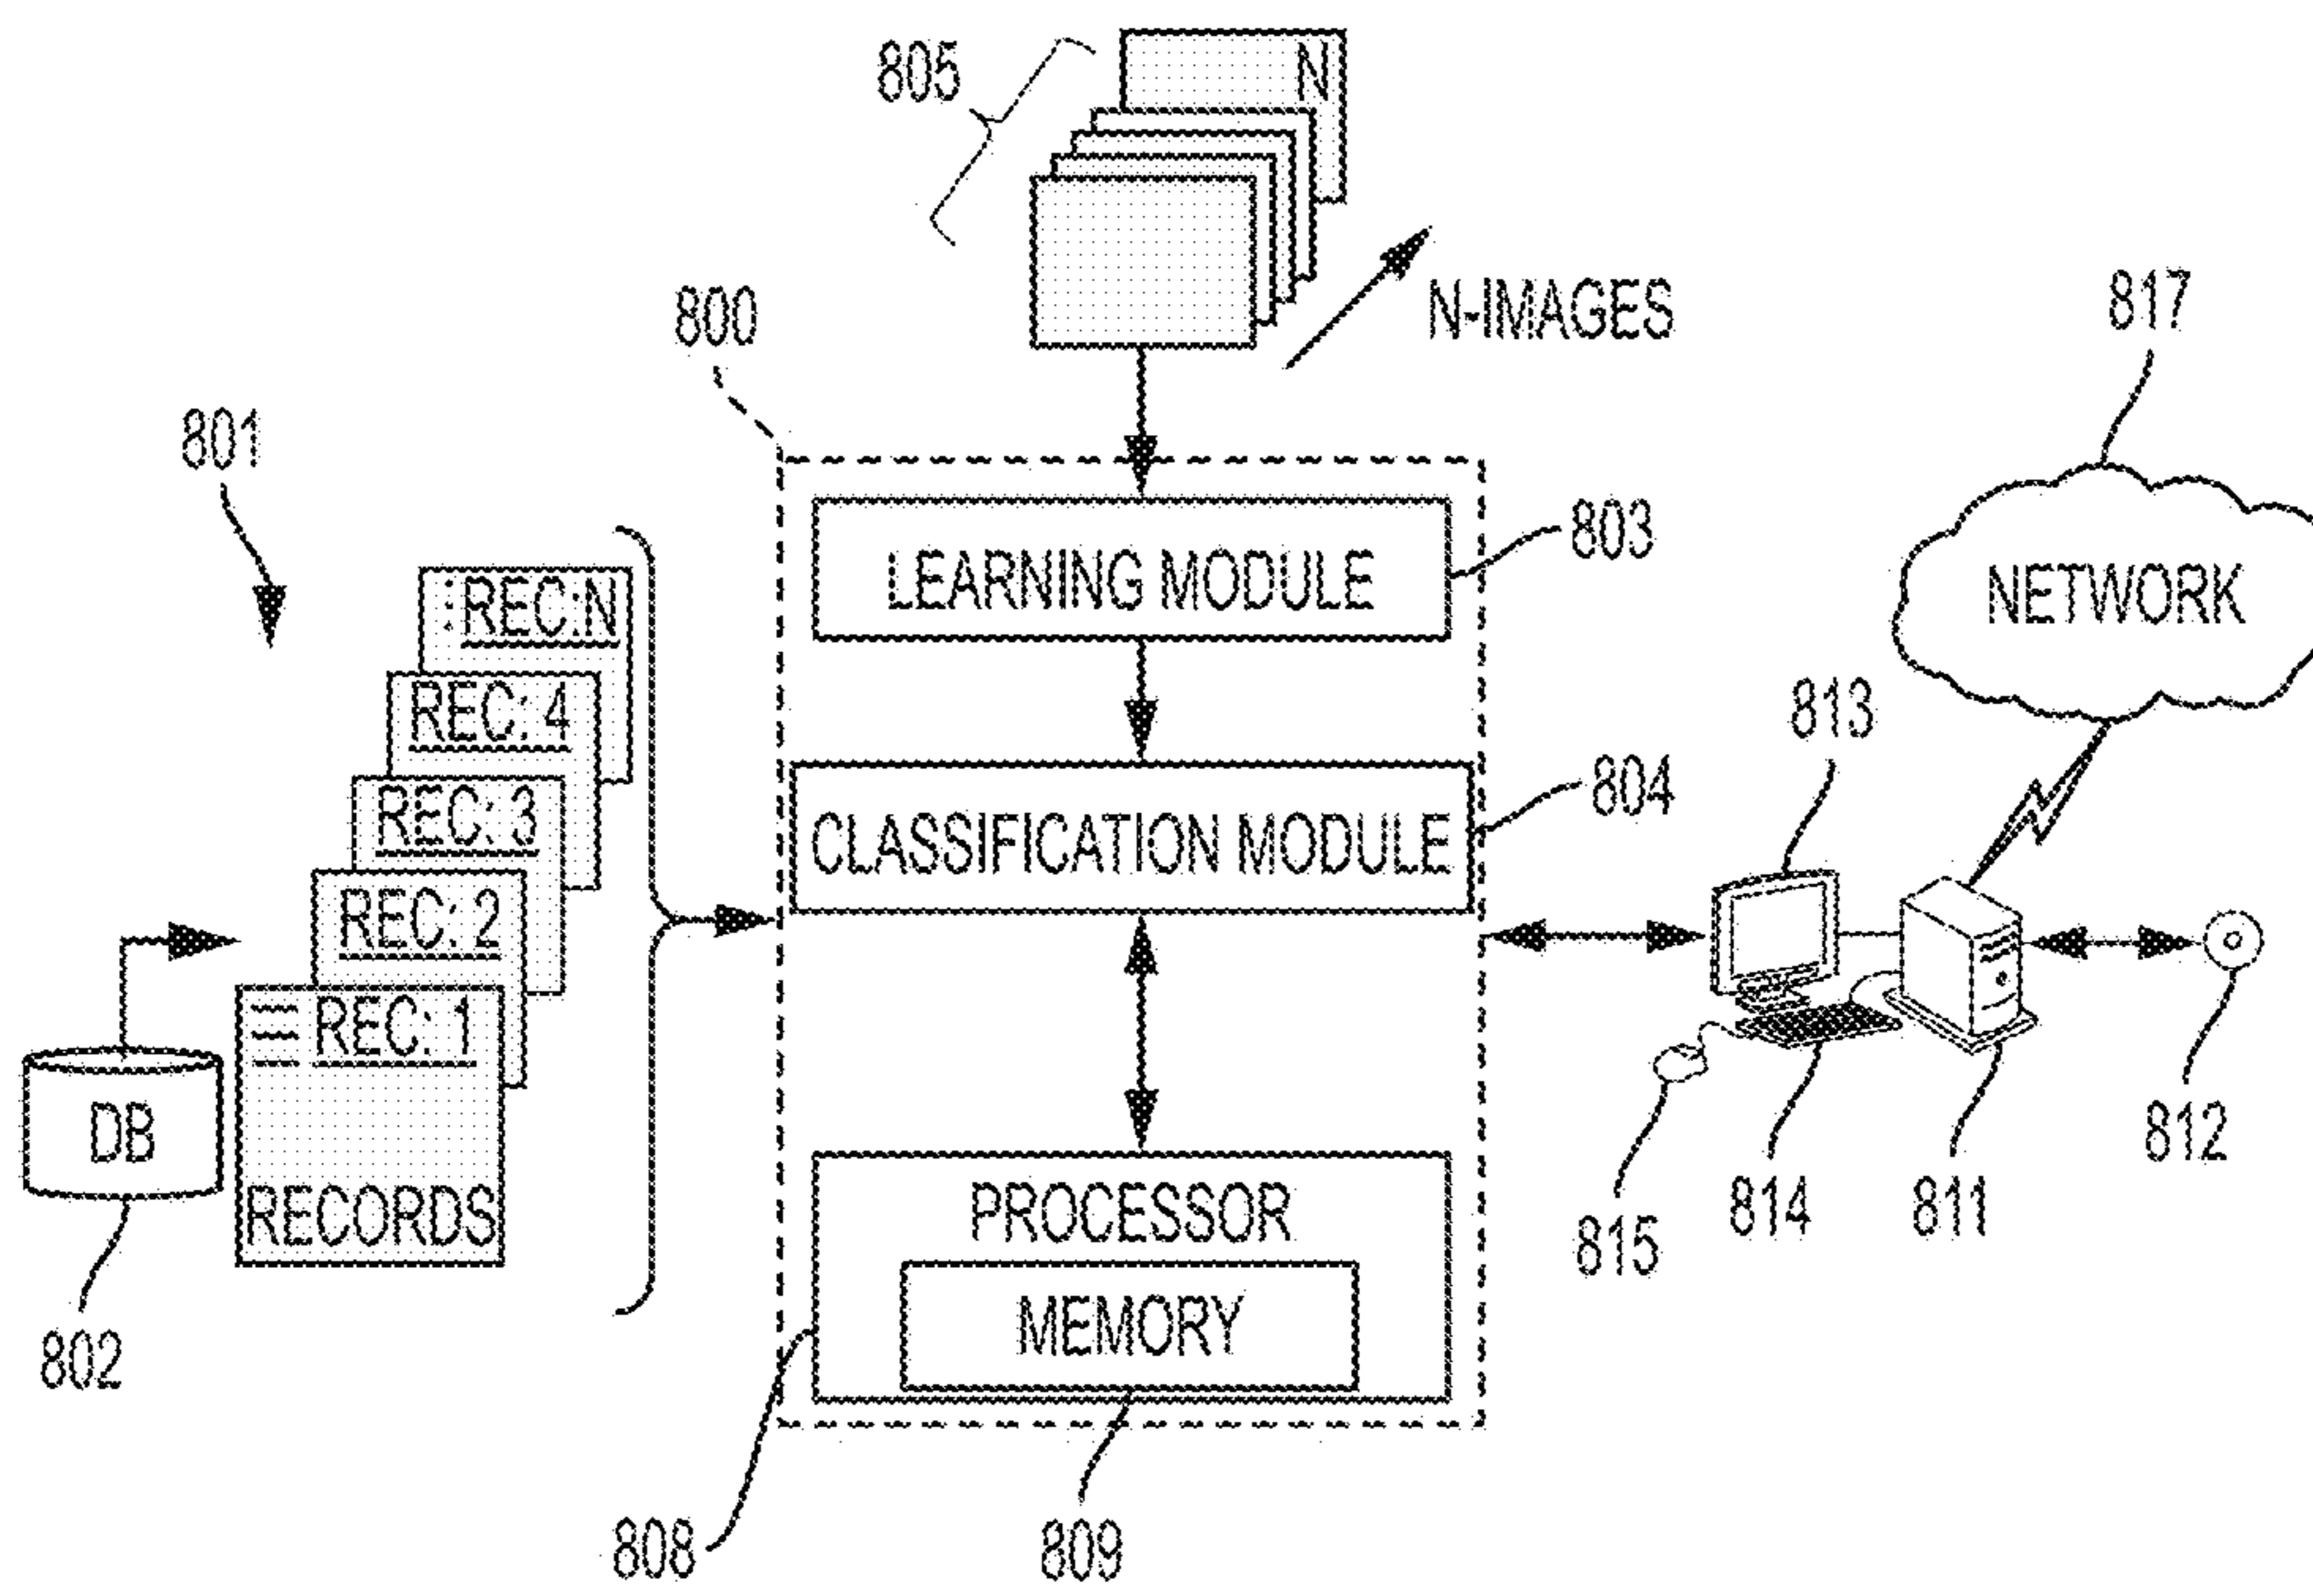 805
N
800
N-IMAGES
817
801
803
LEARNING MODULE
NETWORK
:REC:N
REC: 4
813
804
REC: 3
CLASSIFICATION MODULE
REC: 2
REC: 1
DB
RECORDS
PROCESSOR
MEMORY
812
814
811
815
802
808
809